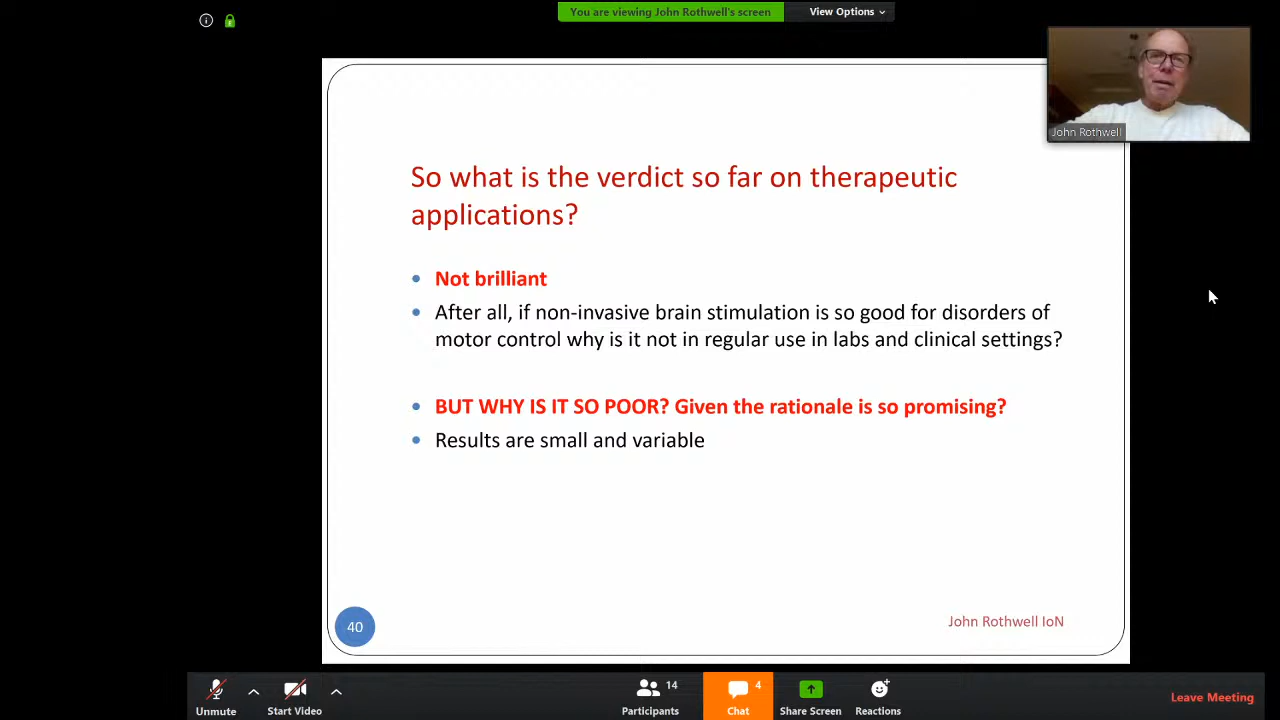 You are viewing John Rothwell's screen
View Options
John Rothwell
So what is the verdict so far on therapeutic
applications?
Not brilliant
After all, if non-invasive brain stimulation is so good for disorders of
motor control why is it not in regular use in labs and clinical settings?
BUT WHY IS IT SO POOR? Given the rationale is so promising?
Results are small and variable
40
John Rothwell IoN
Unmute
Start Video
14
Participants
4
Chat
Share Screen
Reactions
Leave Meeting